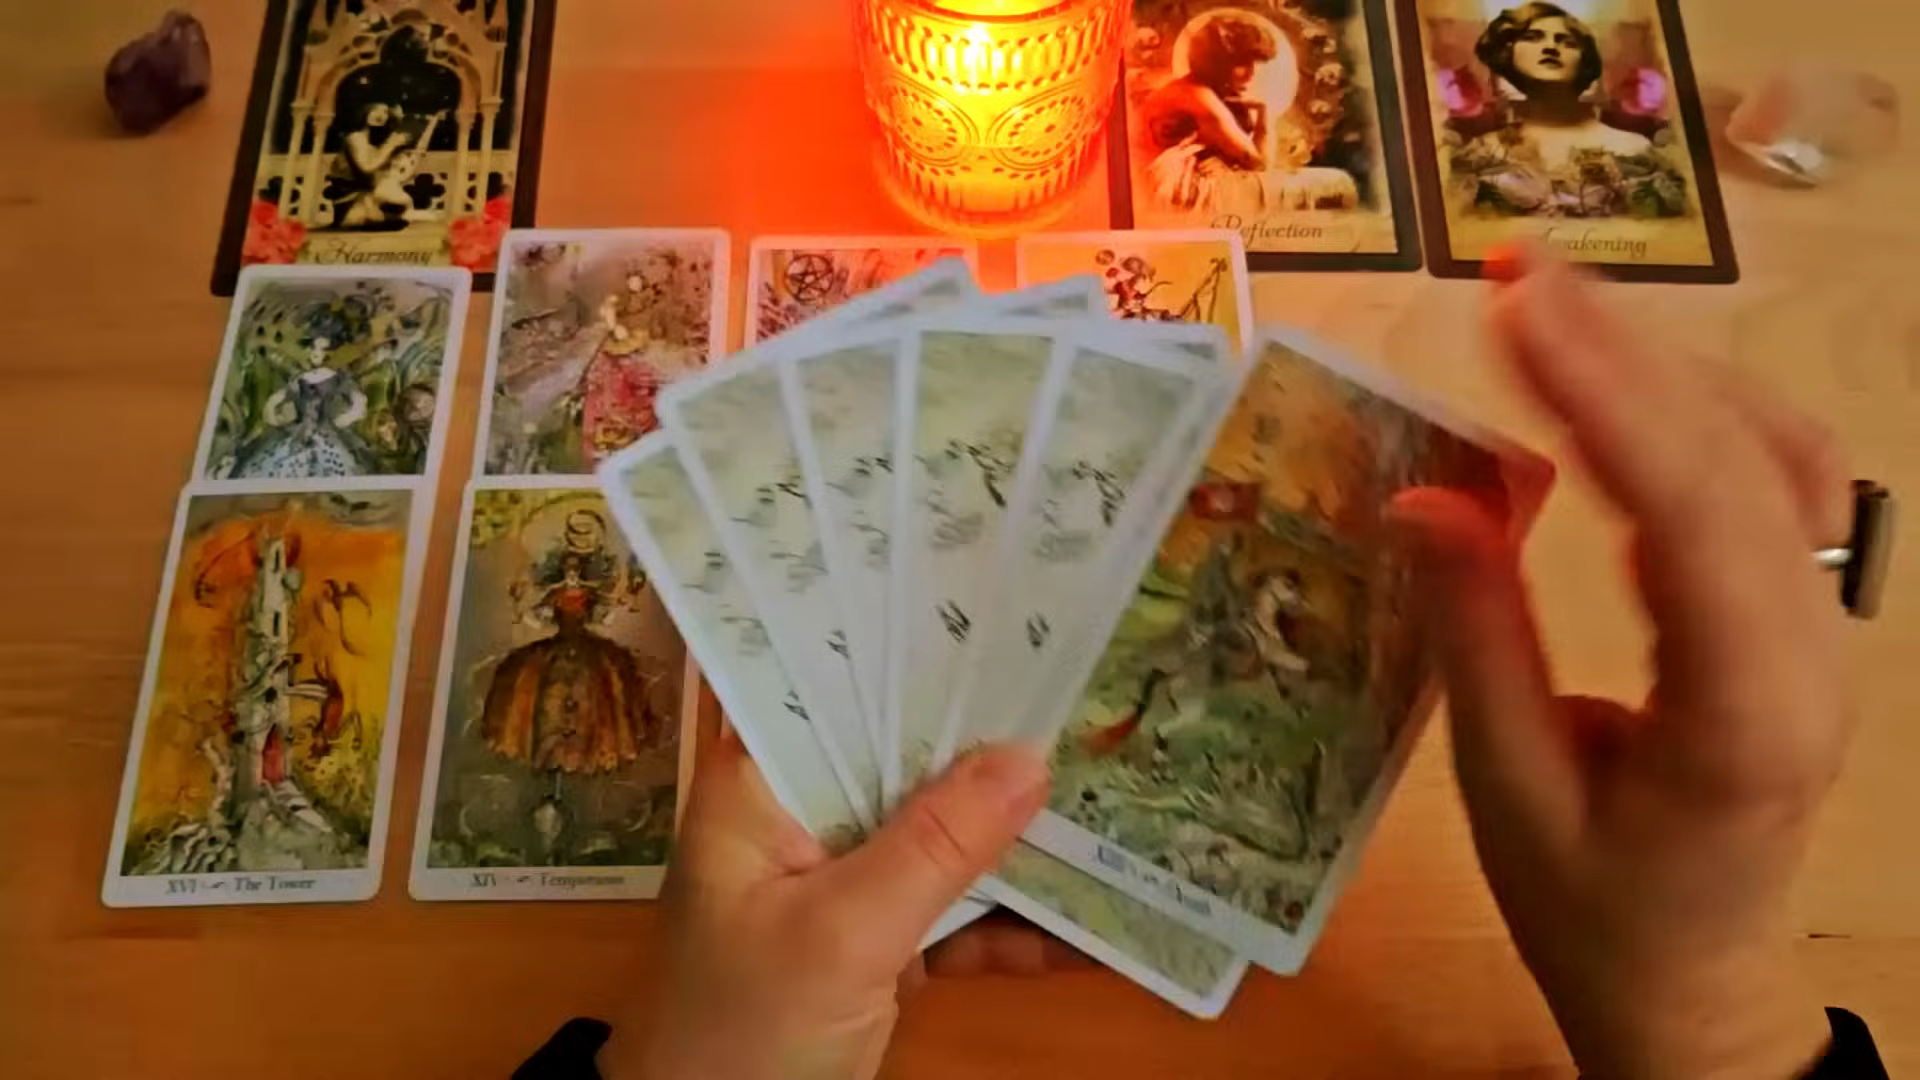 Harmony
Reflection
Awakening
XVI The Tower
XIV Temperance